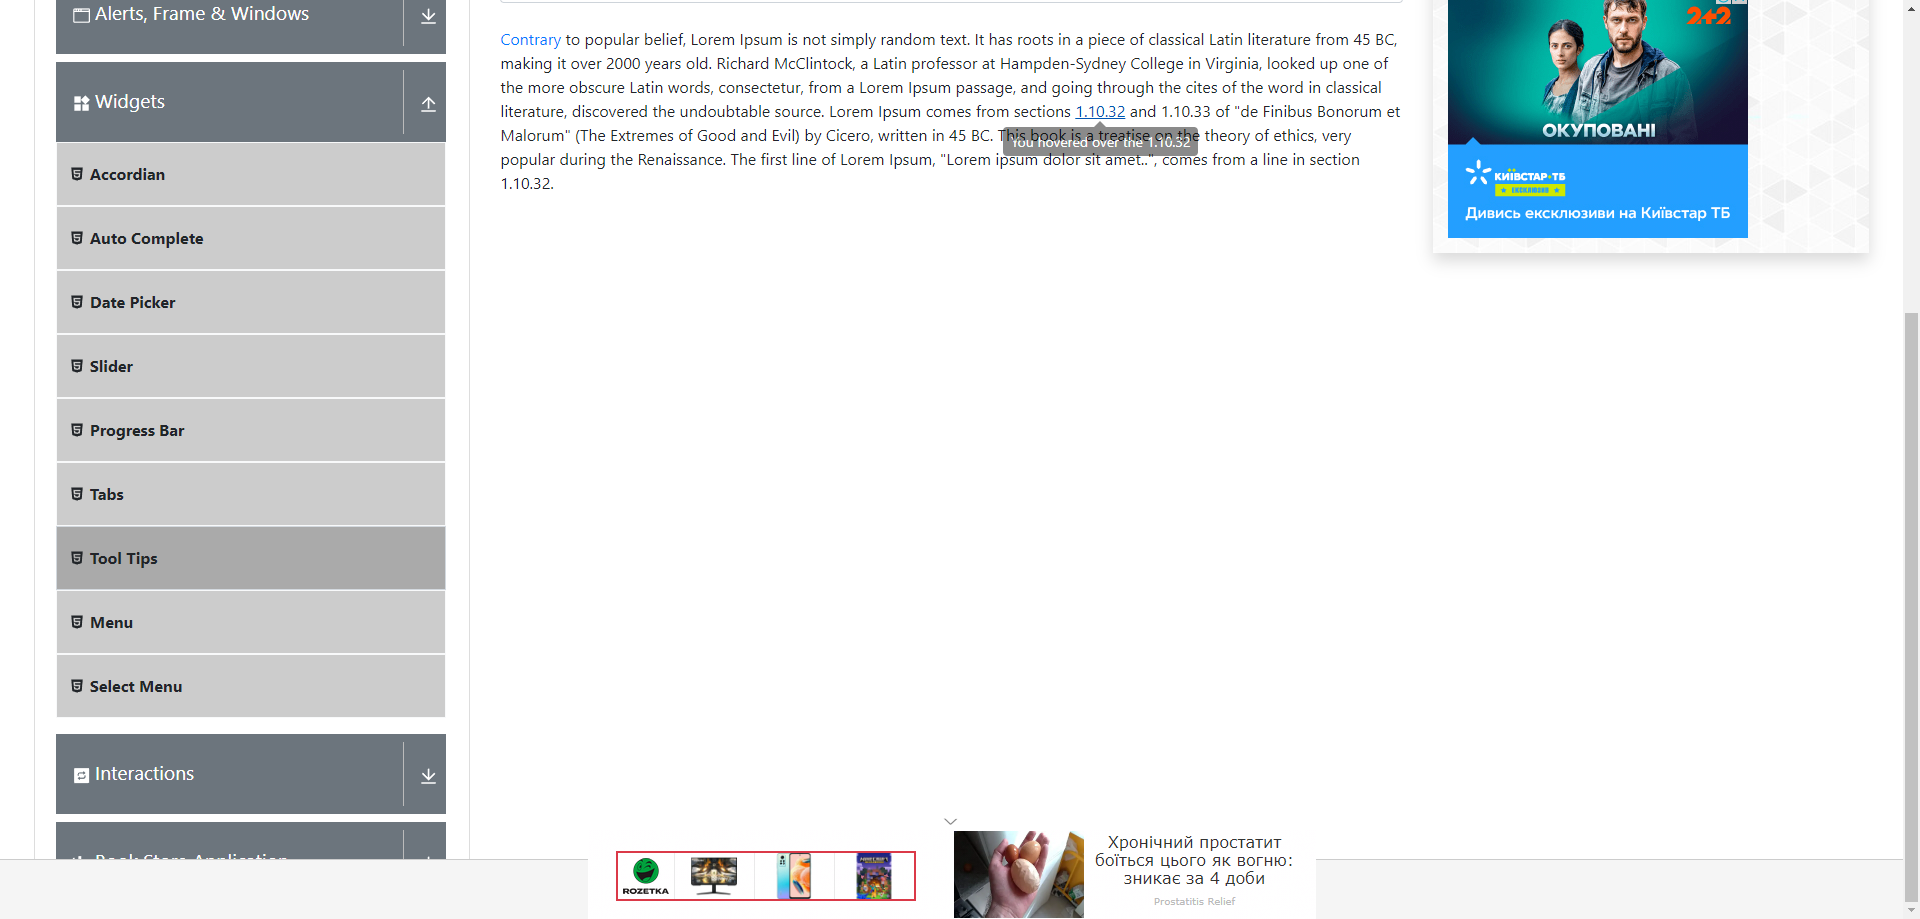 Alerts, Frame & Windows
Widgets
Accordian
Auto Complete
Date Picker
Slider
Progress Bar
Tabs
Tool Tips
Menu
Select Menu
Interactions
Book Store Application
Contrary to popular belief, Lorem Ipsum is not simply random text. It has roots in a piece of classical Latin literature from 45 BC,
making it over 2000 years old. Richard McClintock, a Latin professor at Hampden-Sydney College in Virginia, looked up one of
the more obscure Latin words, consectetur, from a Lorem Ipsum passage, and going through the cites of the word in classical
literature, discovered the undoubtable source. Lorem Ipsum comes from sections 1.10.32 and 1.10.33 of "de Finibus Bonorum et
Malorum" (The Extremes of Good and Evil) by Cicero, written in 45 BC. This book is a treatise on the theory of ethics, very
You hovered over the 1.10.32
popular during the Renaissance. The first line of Lorem Ipsum, "Lorem ipsum dolor sit amet..", comes from a line in section
1.10.32.
2+2
ОКУПОВАНІ
КИЇВСТАР·ТБ
ЕКСКЛЮЗИВ
Дивись ексклюзиви на Київстар ТБ
ROZETKA
Хронічний простатит
боїться цього як вогню:
зникає за 4 доби
Prostatitis Relief